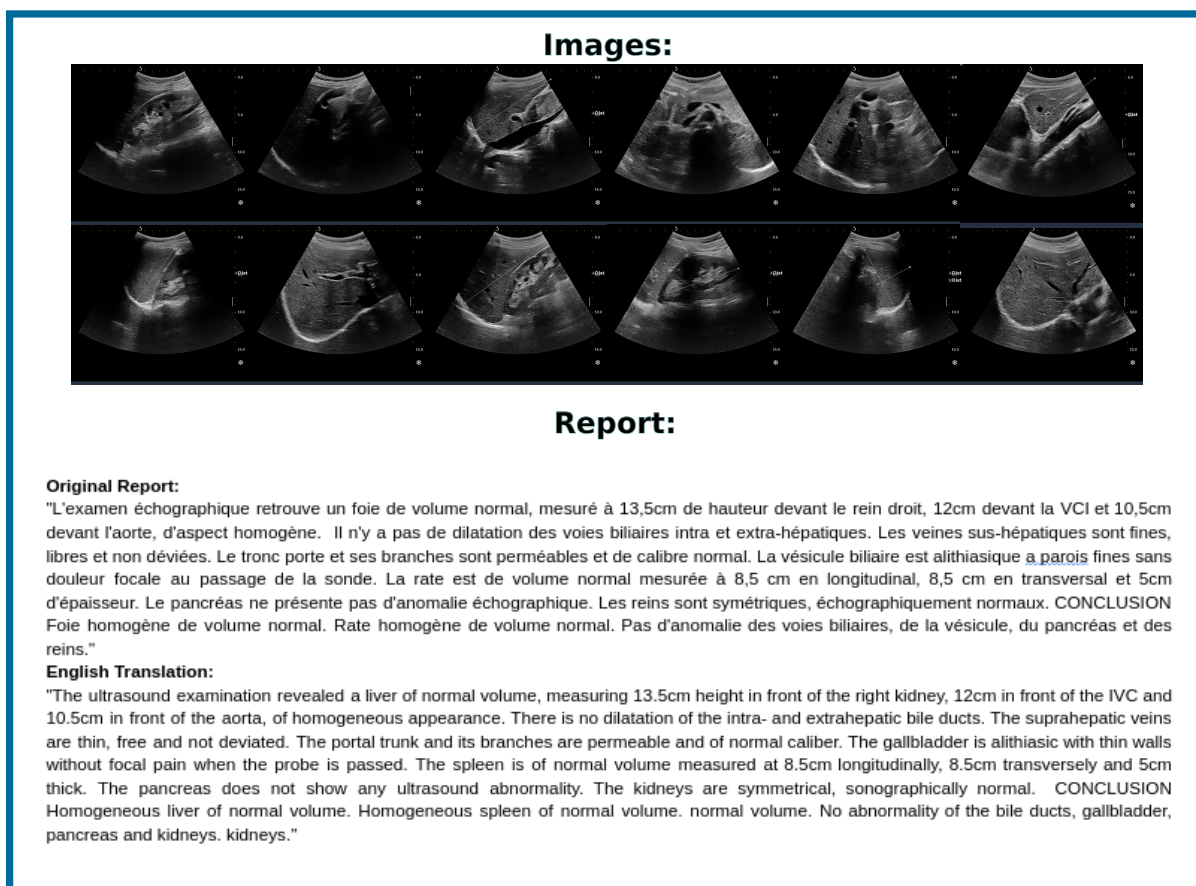 Images:
Report:
Original Report:
"L'examen échographique retrouve un foie de volume normal, mesuré à 13,5cm de hauteur devant le rein droit, 12cm devant la VCI et 10,5cm
devant l'aorte, d'aspect homogène. Il n'y a pas de dilatation des voies biliaires intra et extra-hépatiques. Les veines sus-hépatiques sont fines,
libres et non déviées. Le tronc porte et ses branches sont perméables et de calibre normal. La vésicule biliaire est alithiasique a parois fines sans
douleur focale au passage de la sonde. La rate est de volume normal mesurée à 8,5 cm en longitudinal, 8,5 cm en transversal et 5cm
d'épaisseur. Le pancréas ne présente pas d'anomalie échographique. Les reins sont symétriques, échographiquement normaux. CONCLUSION
Foie homogène de volume normal. Rate homogène de volume normal. Pas d'anomalie des voies biliaires, de la vésicule, du pancréas et des
reins."
English Translation:
"The ultrasound examination revealed a liver of normal volume, measuring 13.5cm height in front of the right kidney, 12cm in front of the IVC and
10.5cm in front of the aorta, of homogeneous appearance. There is no dilatation of the intra- and extrahepatic bile ducts. The suprahepatic veins
are thin, free and not deviated. The portal trunk and its branches are permeable and of normal caliber. The gallbladder is alithiasic with thin walls
without focal pain when the probe is passed. The spleen is of normal volume measured at 8.5cm longitudinally, 8.5cm transversely and 5cm
thick. The pancreas does not show any ultrasound abnormality. The kidneys are symmetrical, sonographically normal. CONCLUSION
Homogeneous liver of normal volume. Homogeneous spleen of normal volume. normal volume. No abnormality of the bile ducts, gallbladder,
pancreas and kidneys. kidneys."